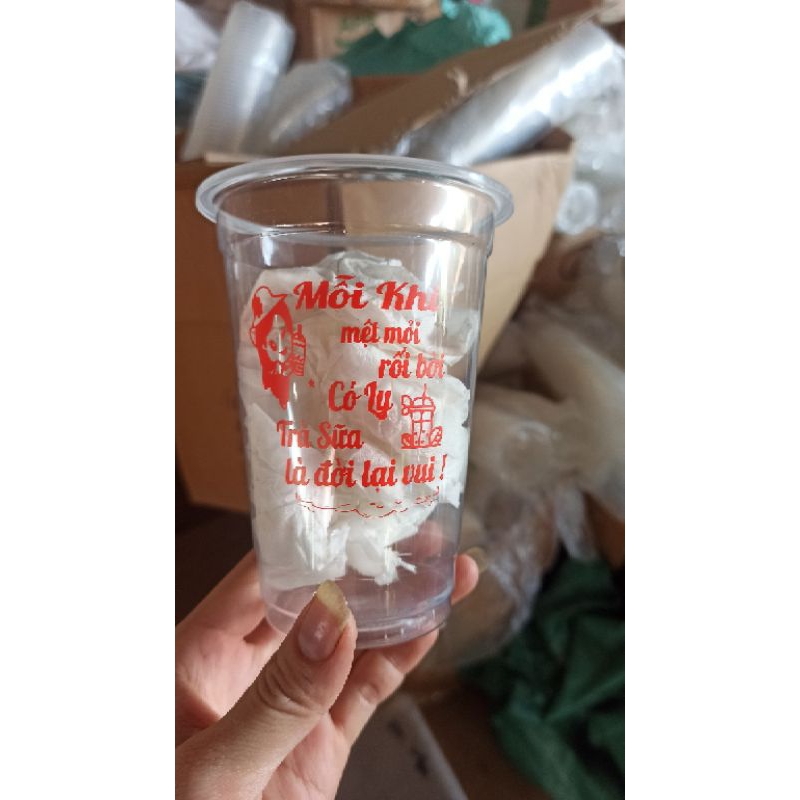 Mỗi Khi
mệt mỏi
rối bời
Có Ly
Trà Sữa
là đời lại vui !